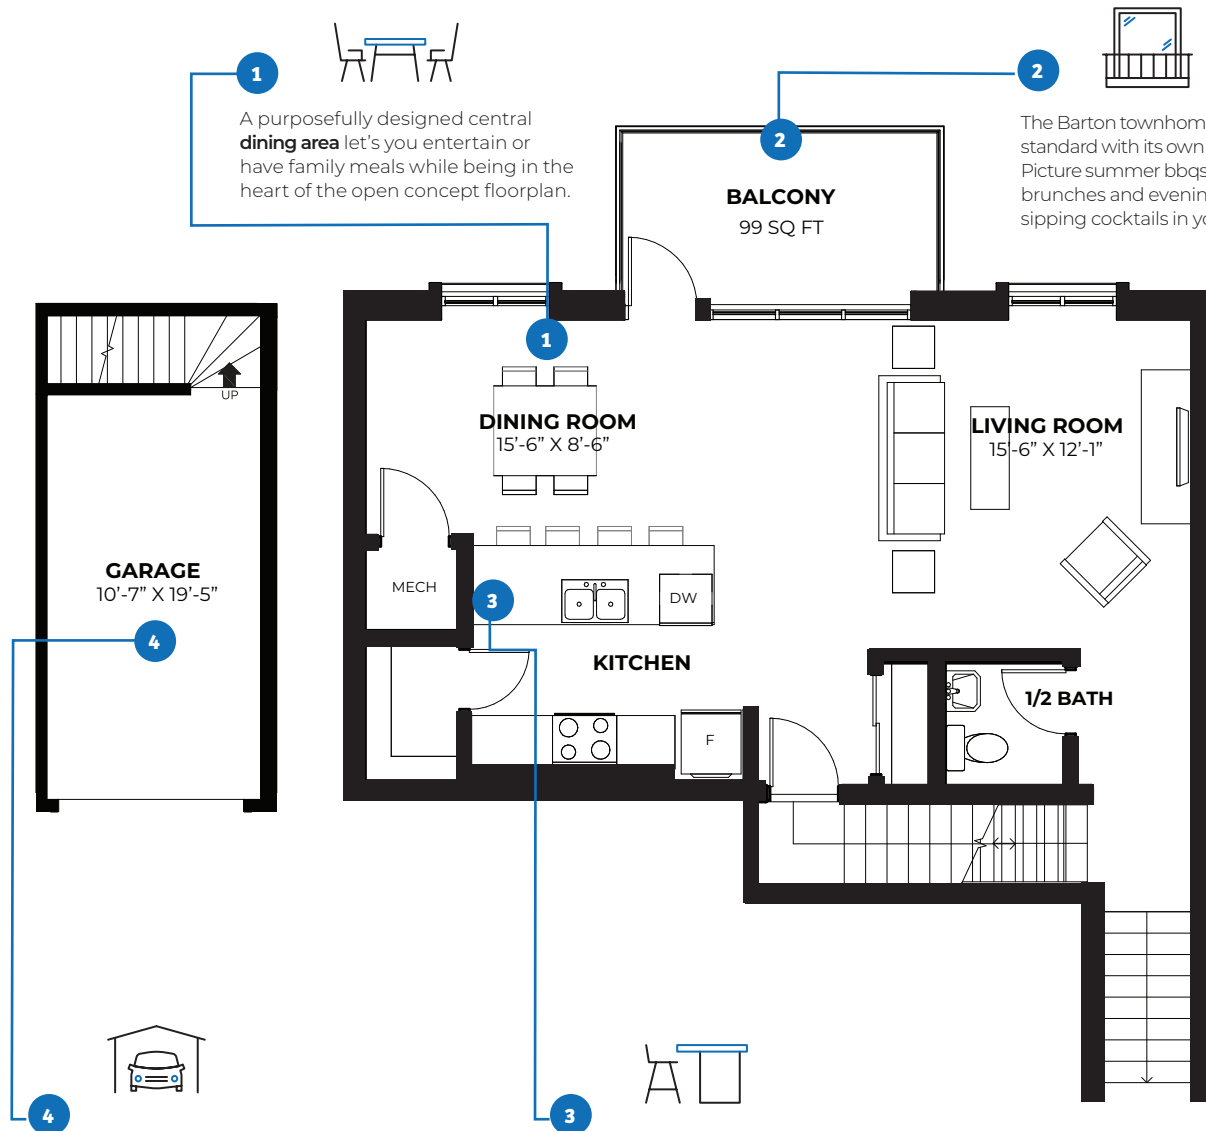 1
A purposefully designed central
dining area let's you entertain or
have family meals while being in the
heart of the open concept floorplan.
2
The Barton townhom
standard with its own
Picture summer bbqs
brunches and evenin
sipping cocktails in yo
2
BALCONY
99 SQ FT
1
UP
DINING ROOM
15’-6” X 8’-6”
LIVING ROOM
15’-6” X 12’-1”
GARAGE
10’-7” X 19’-5”
4
MECH
3
DW
KITCHEN
1/2 BATH
F
4
3